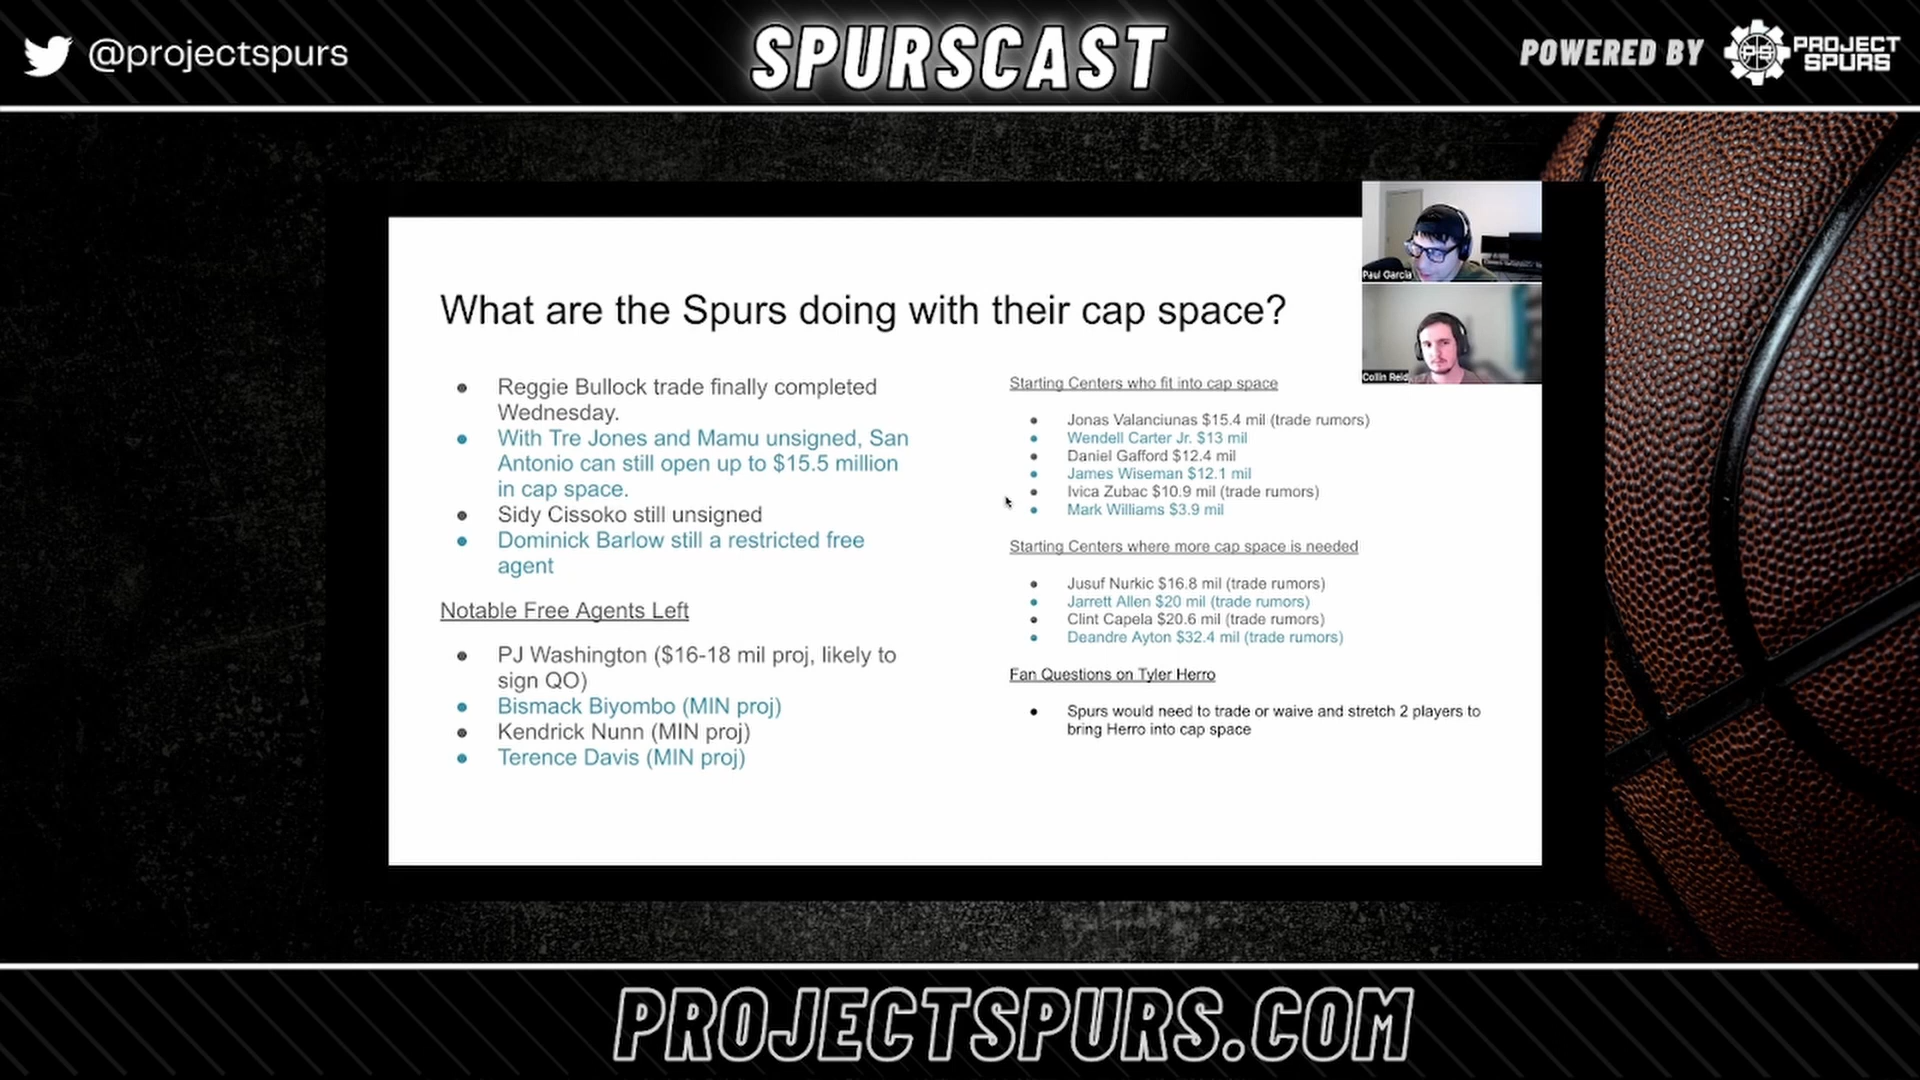 @projectspurs
SPURSCAST
POWERED BY
PS
PROJECT
SPURS
What are the Spurs doing with their cap space?
Paul Garcia
Collin Reid
Reggie Bullock trade finally completed
Wednesday.
With Tre Jones and Mamu unsigned, San
Antonio can still open up to $15.5 million
in cap space.
Sidy Cissoko still unsigned
Dominick Barlow still a restricted free
agent
Notable Free Agents Left
PJ Washington ($16-18 mil proj, likely to
sign QO)
Bismack Biyombo (MIN proj)
Kendrick Nunn (MIN proj)
Terence Davis (MIN proj)
Starting Centers who fit into cap space
Jonas Valanciunas $15.4 mil (trade rumors)
Wendell Carter Jr. $13 mil
Daniel Gafford $12.4 mil
James Wiseman $12.1 mil
Ivica Zubac $10.9 mil (trade rumors)
Mark Williams $3.9 mil
Starting Centers where more cap space is needed
Jusuf Nurkic $16.8 mil (trade rumors)
Jarrett Allen $20 mil (trade rumors)
Clint Capela $20.6 mil (trade rumors)
Deandre Ayton $32.4 mil (trade rumors)
Fan Questions on Tyler Herro
Spurs would need to trade or waive and stretch 2 players to
bring Herro into cap space
PROJECTSPURS.COM